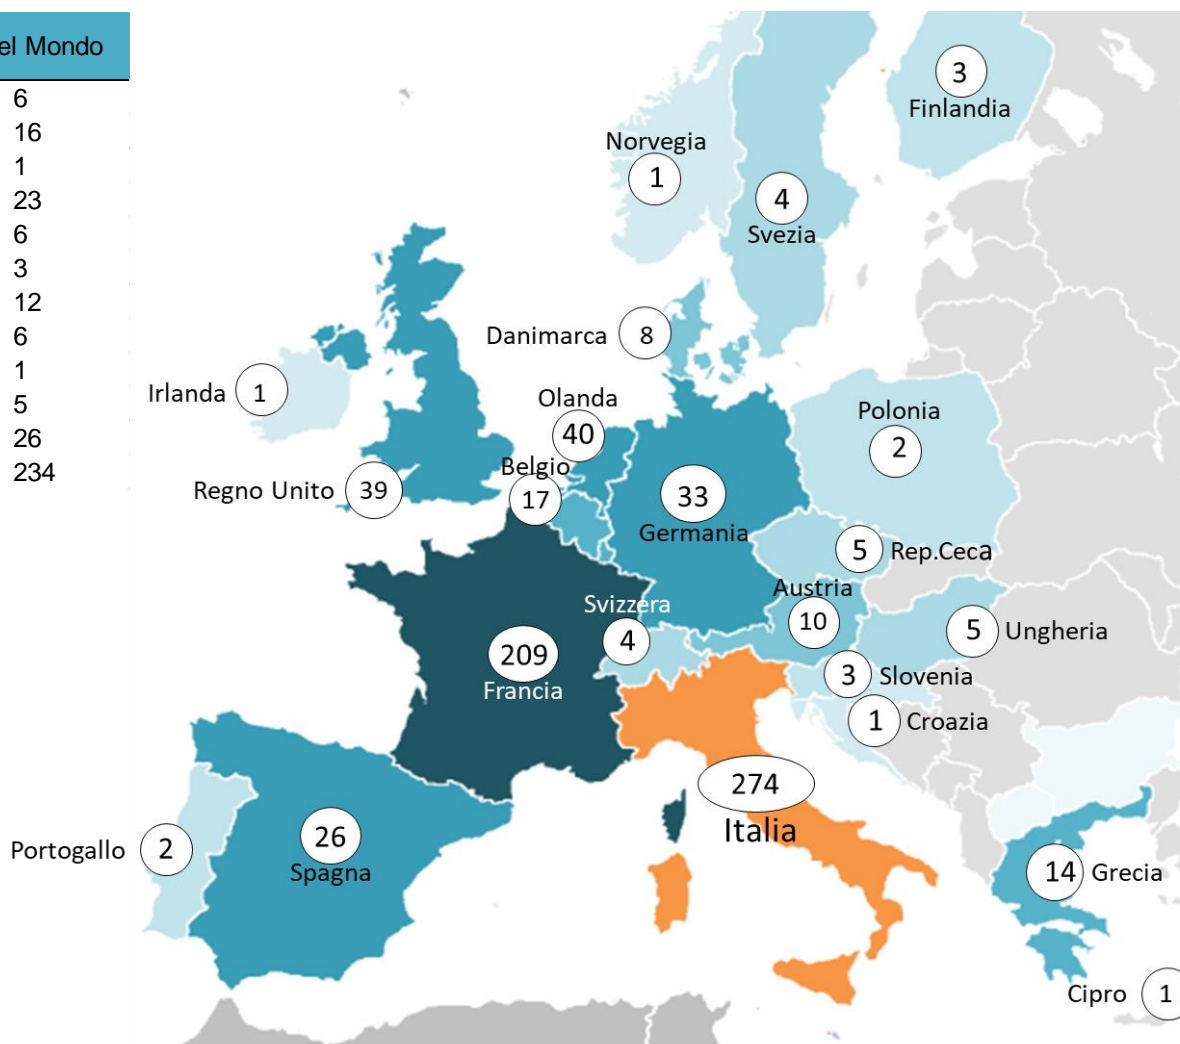 el Mondo
6
16
1
23
6
3
12
6
1
5
26
234
3
Finlandia
Norvegia
1
4
Svezia
Danimarca 8
Irlanda 1
Olanda
40
Polonia
2
Belgio
17
Regno Unito 39
33
Germania
5 Rep.Ceca
Austria
10
Svizzera
4
5 Ungheria
209
Francia
3 Slovenia
1 Croazia
274
Italia
Portogallo 2
26
Spagna
14 Grecia
Cipro 1